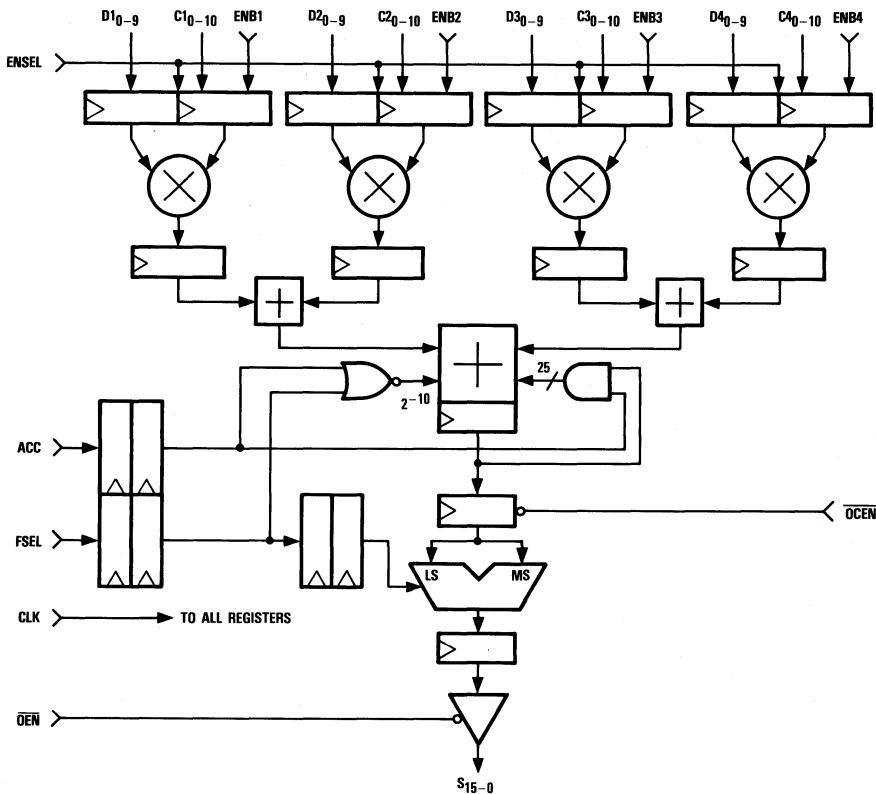 D1₀₋₉ C1₀₋₁₀ ENB1 D2₀₋₉ C2₀₋₁₀ ENB2 D3₀₋₉ C3₀₋₁₀ ENB3 D4₀₋₉ C4₀₋₁₀ ENB4
ENSEL
25
2⁻¹⁰
ACC
FSEL
OCEN
LS MS
CLK TO ALL REGISTERS
OEN
S₁₅₋₀